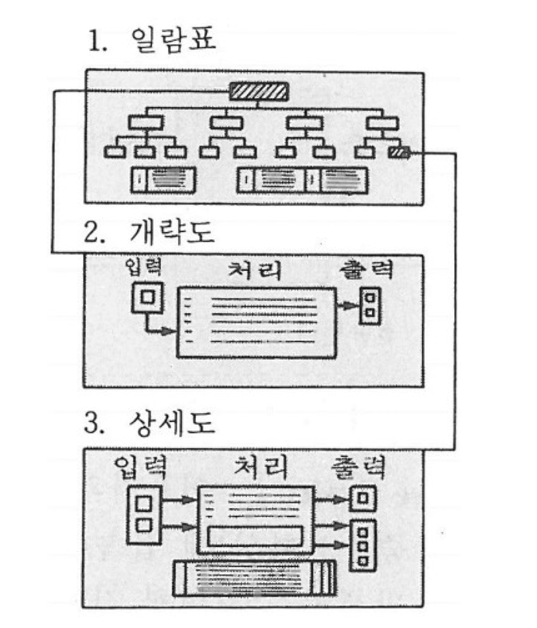 1. 일람표
2. 개략도
입력 처리 출력
3. 상세도
입력 처리 출력